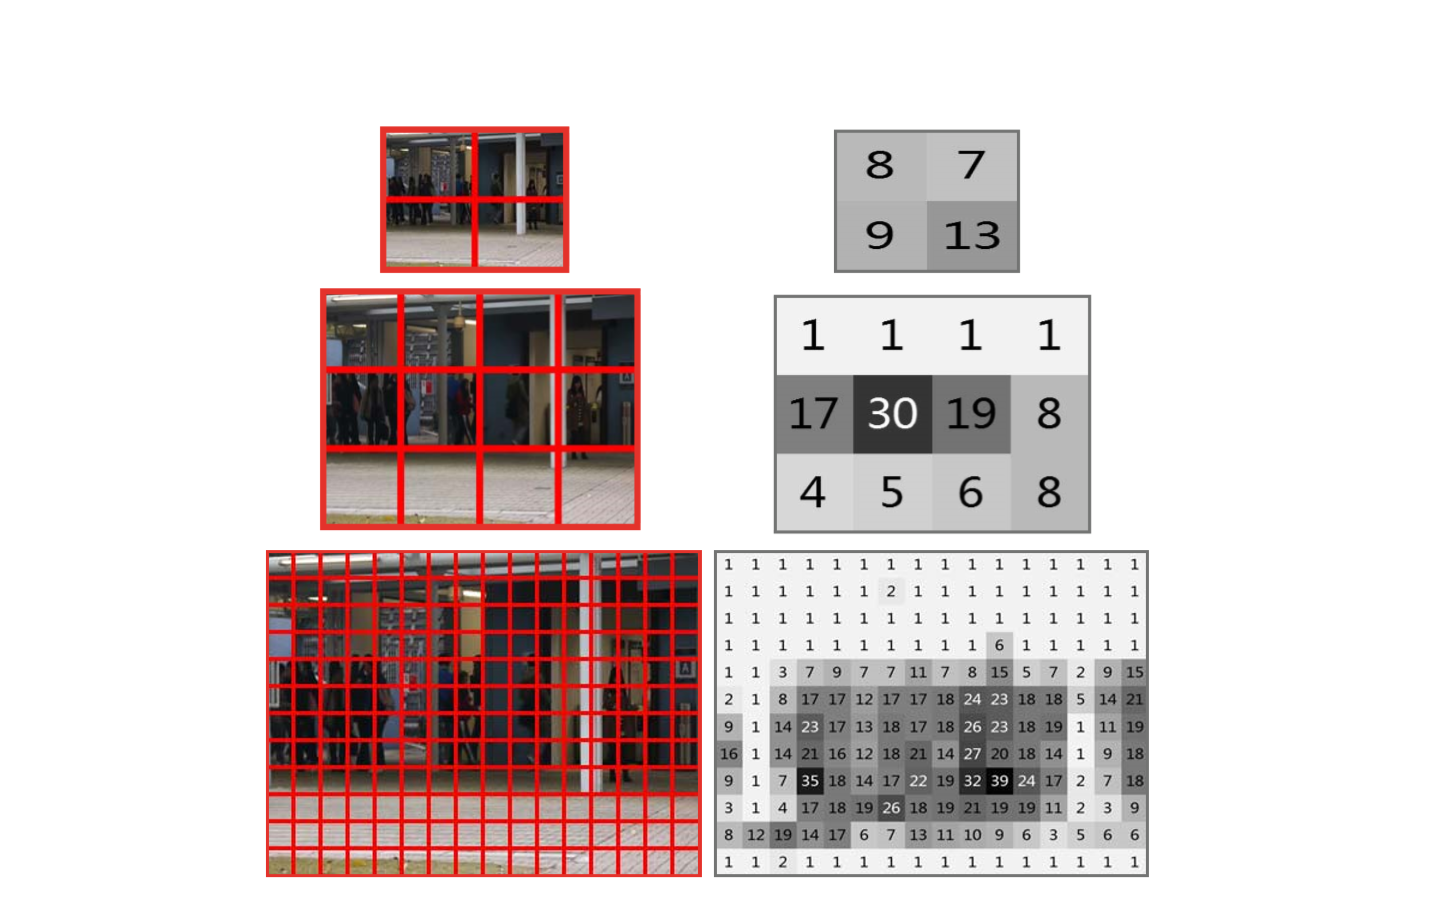 8 7
9 13
1 1 1 1
17 30 19 8
4 5 6 8
1 1 1 1 1 1 1 1 1 1 1 1 1 1 1 1
1 1 1 1 1 1 2 1 1 1 1 1 1 1 1 1
1 1 1 1 1 1 1 1 1 1 1 1 1 1 1 1
1 1 1 1 1 1 1 1 1 1 6 1 1 1 1 1
1 1 3 7 9 7 7 11 7 8 15 5 7 2 9 15
2 1 8 17 17 12 17 17 18 24 23 18 18 5 14 21
9 1 14 23 17 13 18 17 18 26 23 18 19 1 11 19
16 1 14 21 16 12 18 21 14 27 20 18 14 1 9 18
9 1 7 35 18 14 17 22 19 32 39 24 17 2 7 18
3 1 4 17 18 19 26 18 19 21 19 19 11 2 3 9
8 12 19 14 17 6 7 13 11 10 9 6 3 5 6 6
1 1 2 1 1 1 1 1 1 1 1 1 1 1 1 1